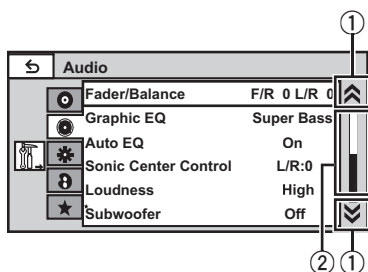 ①
Audio
Fader/Balance F/R 0 L/R 0
Graphic EQ Super Bass
Auto EQ On
Sonic Center Control L/R:0
Loudness High
Subwoofer Off
② ①